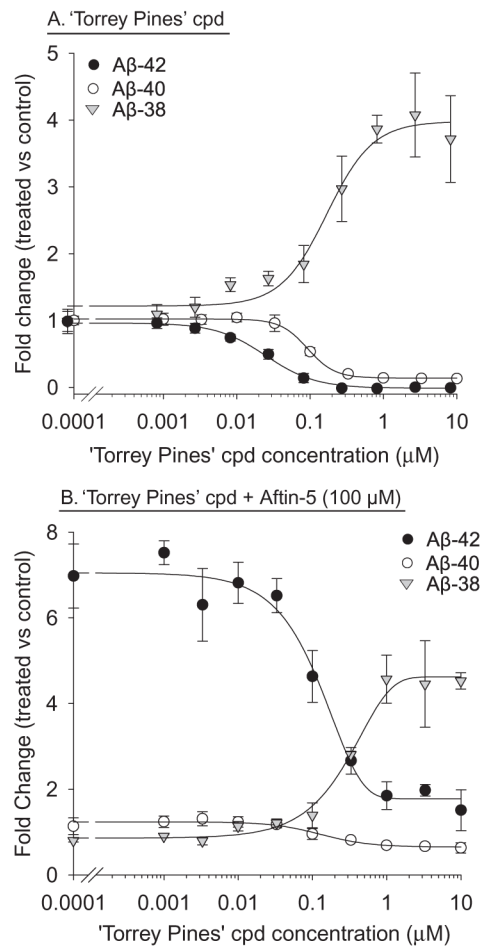 A. 'Torrey Pines' cpd
Aβ-42
Aβ-40
Aβ-38
Fold change (treated vs control)
5
4
3
2
1
0
0.0001 0.001 0.01 0.1 1 10
'Torrey Pines' cpd concentration (μM)
B. 'Torrey Pines' cpd + Aftin-5 (100 μM)
Aβ-42
Aβ-40
Aβ-38
Fold Change (treated vs control)
8
6
4
2
0
0.0001 0.001 0.01 0.1 1 10
'Torrey Pines' cpd concentration (μM)